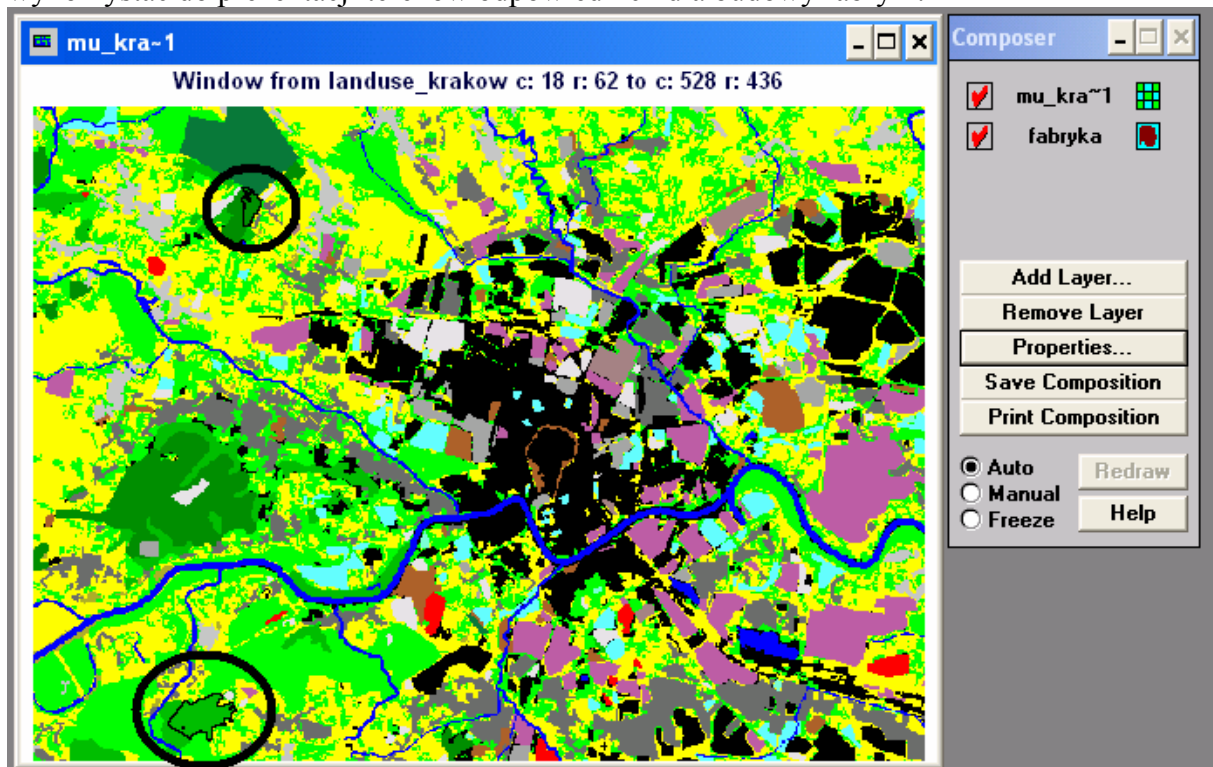 mu_kra~1
Window from landuse_krakow c: 18 r: 62 to c: 528 r: 436
Composer
mu_kra~1
fabryka
Add Layer...
Remove Layer
Properties...
Save Composition
Print Composition
Auto
Manual
Freeze
Redraw
Help